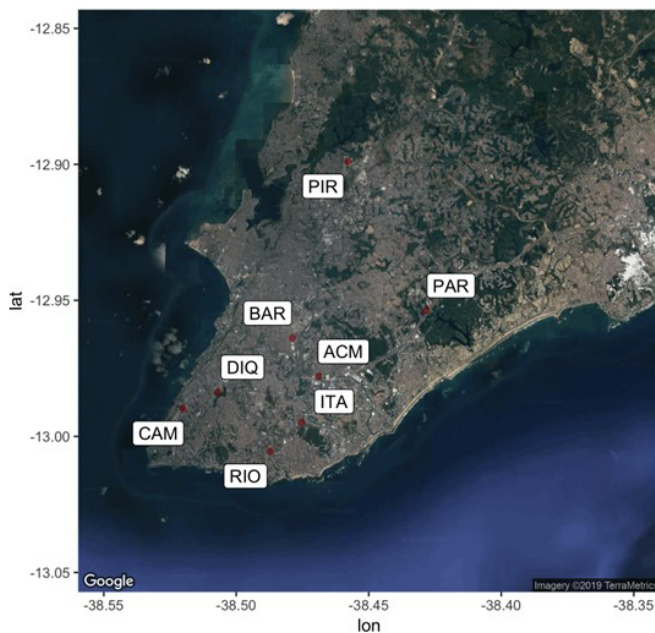 -12.85
-12.90
-12.95
-13.00
-13.05
lat
PIR
PAR
BAR
ACM
DIQ
ITA
CAM
RIO
Google
Imagery ©2019 TerraMetrics
-38.55 -38.50 -38.45 -38.40 -38.35
lon